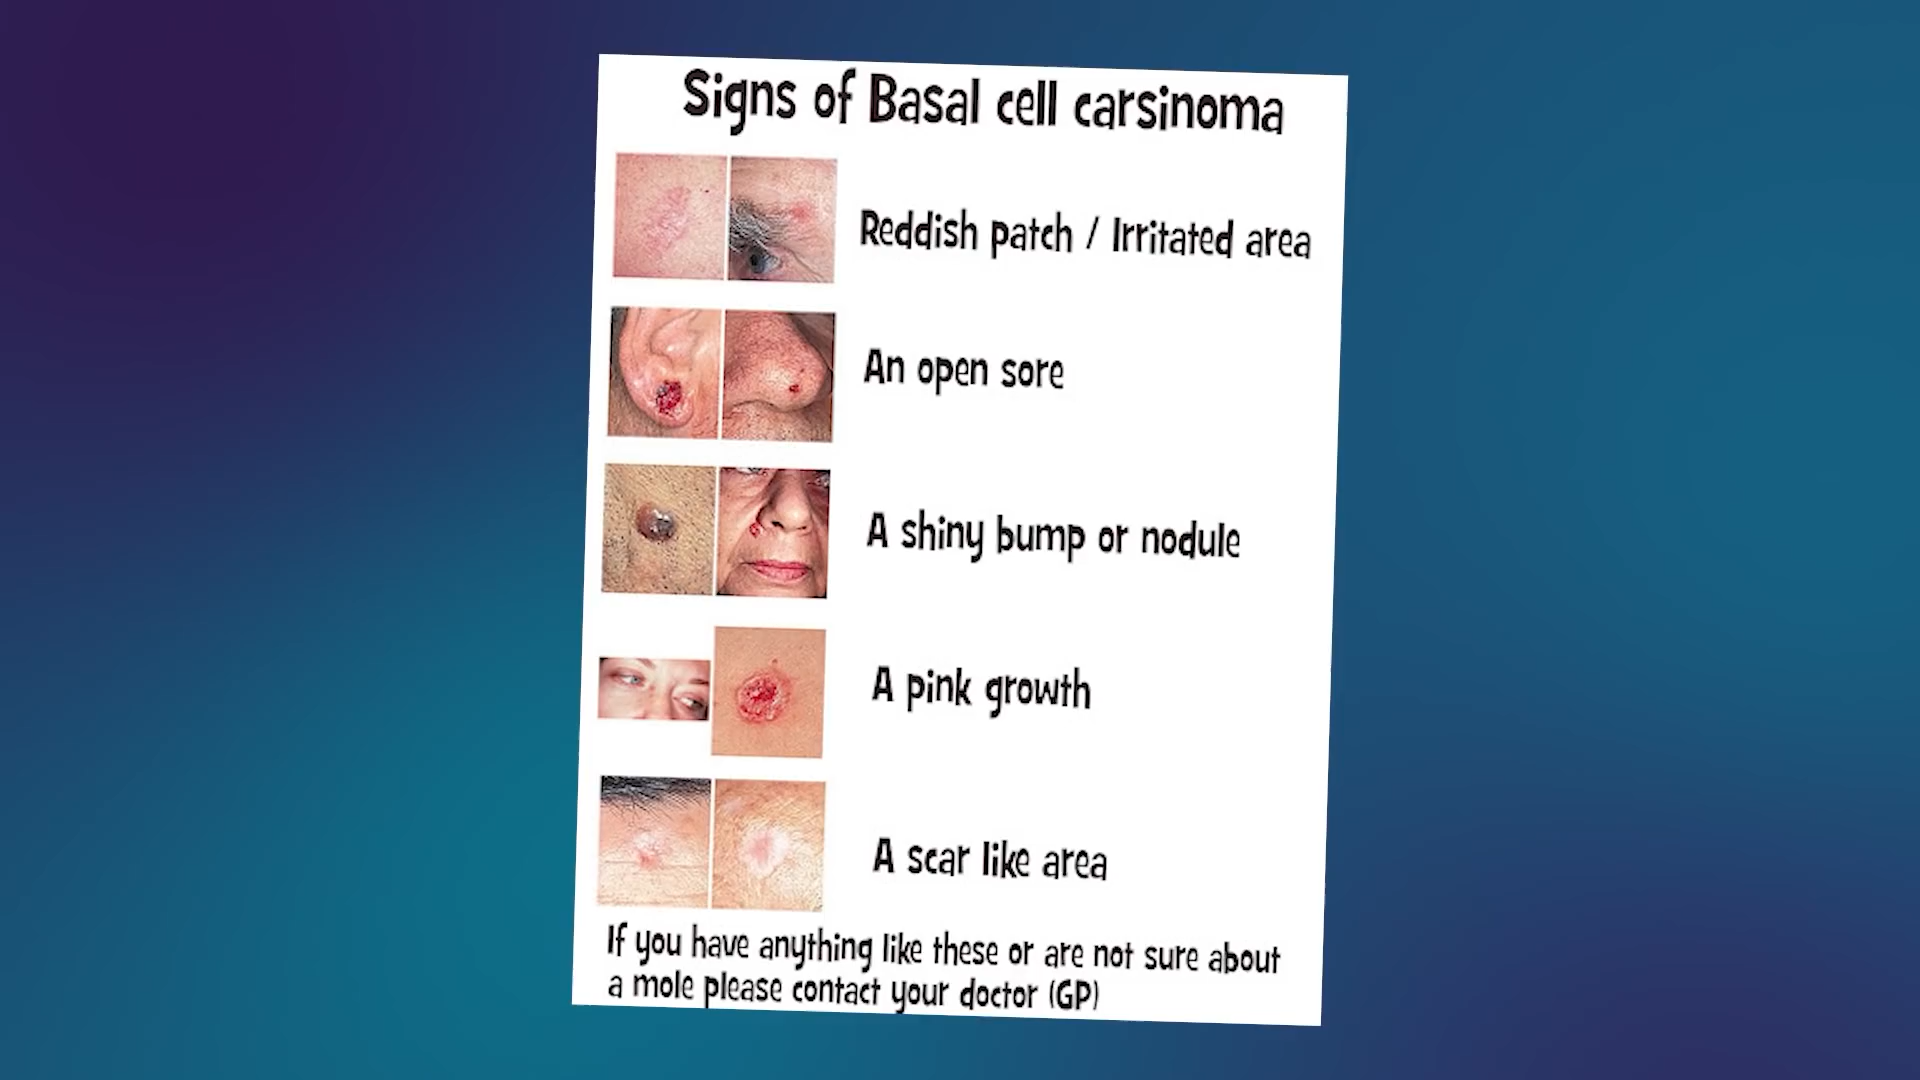 Signs of Basal cell carsinoma
Reddish patch / Irritated area
An open sore
A shiny bump or nodule
A pink growth
A scar like area
If you have anything like these or are not sure about
a mole please contact your doctor (GP)